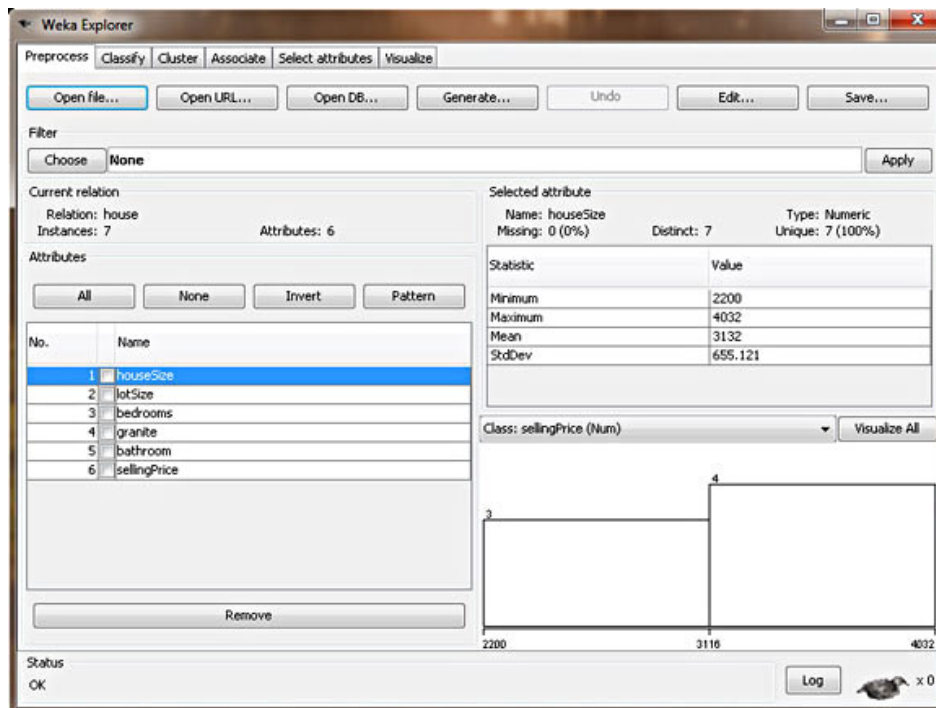 Weka Explorer
Preprocess Classify Cluster Associate Select attributes Visualize
Open file... Open URL... Open DB... Generate... Undo Edit... Save...
Filter
Choose None Apply
Current relation
Relation: house
Instances: 7 Attributes: 6
Attributes
All None Invert Pattern
No. Name
1 houseSize
2 lotSize
3 bedrooms
4 granite
5 bathroom
6 sellingPrice
Remove
Selected attribute
Name: houseSize Type: Numeric
Missing: 0 (0%) Distinct: 7 Unique: 7 (100%)
Statistic Value
Minimum 2200
Maximum 4032
Mean 3132
StdDev 655.121
Class: sellingPrice (Num) Visualize All
3 4
2200 3116 4032
Status
OK Log x 0